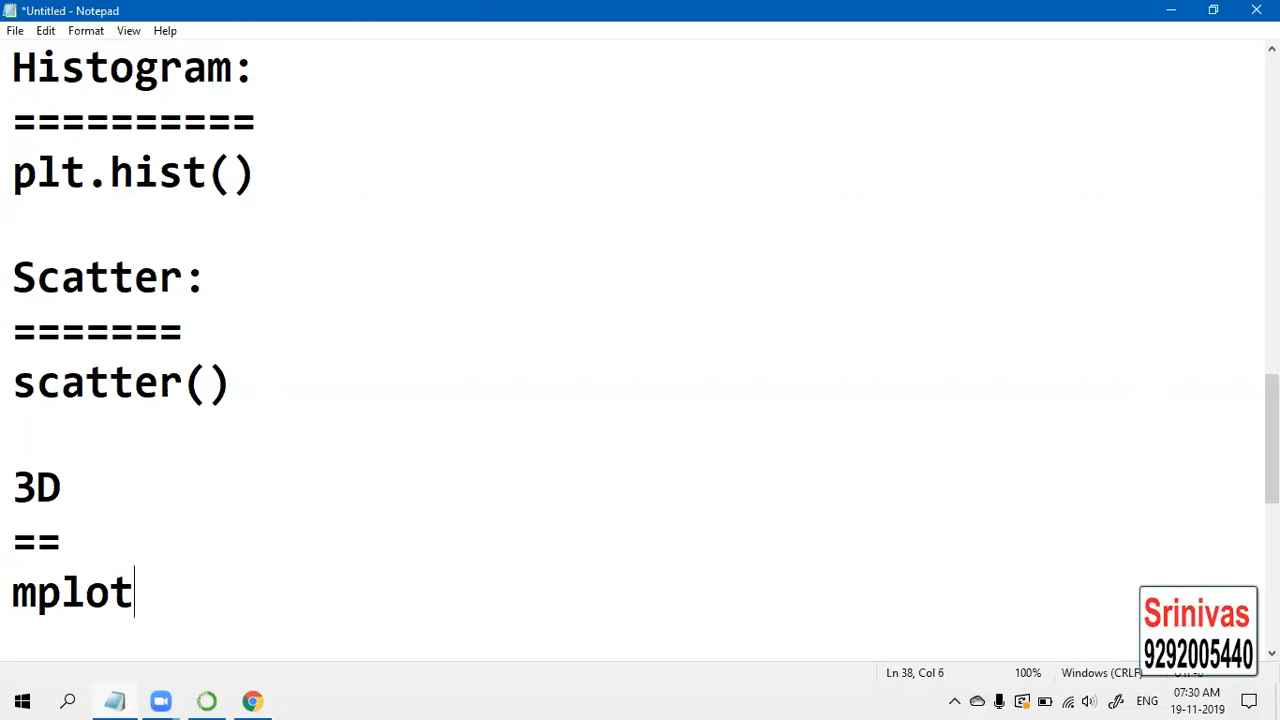 *Untitled - Notepad
File Edit Format View Help
Histogram:
==========
plt.hist()
Scatter:
=======
scatter()
3D
==
mplot
Srinivas
9292005440
Ln 38, Col 6 100% Windows (CRLF)
ENG
07:30 AM
19-11-2019